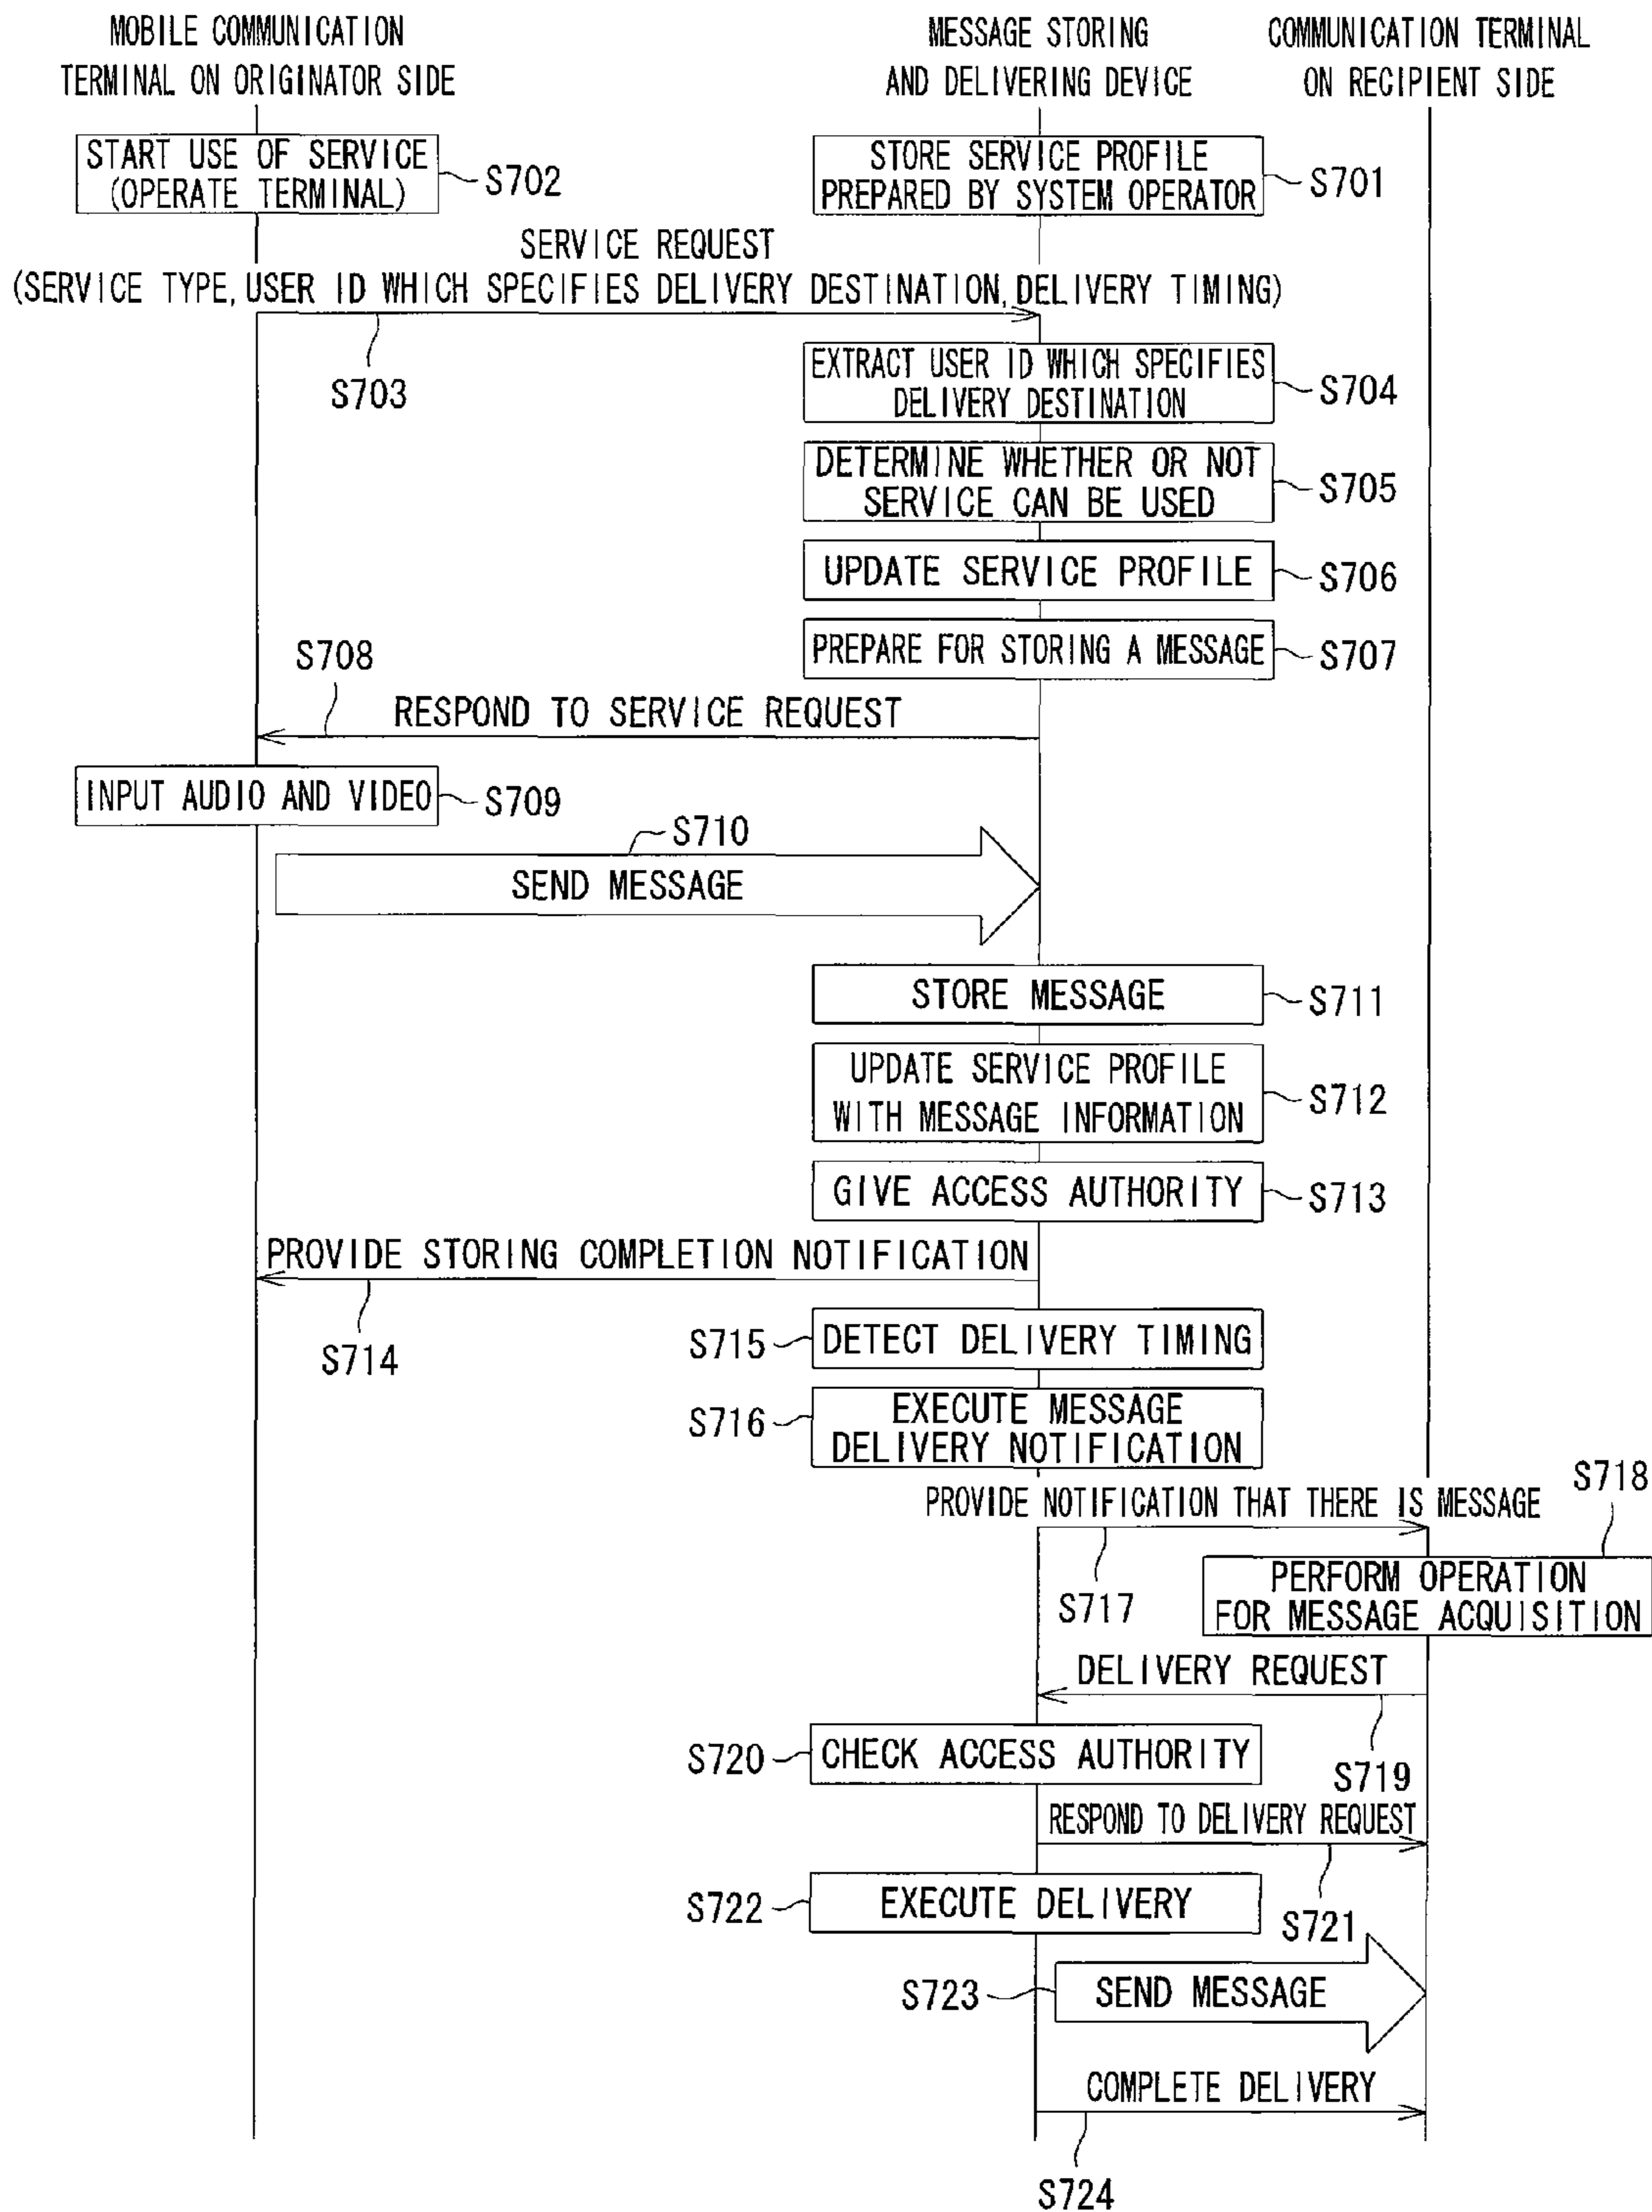 MOBILE COMMUNICATION
TERMINAL ON ORIGINATOR SIDE
MESSAGE STORING
AND DELIVERING DEVICE
COMMUNICATION TERMINAL
ON RECIPIENT SIDE
START USE OF SERVICE
(OPERATE TERMINAL)
S702
STORE SERVICE PROFILE
PREPARED BY SYSTEM OPERATOR
S701
SERVICE REQUEST
(SERVICE TYPE, USER ID WHICH SPECIFIES DELIVERY DESTINATION, DELIVERY TIMING)
S703
EXTRACT USER ID WHICH SPECIFIES
DELIVERY DESTINATION
S704
DETERMINE WHETHER OR NOT
SERVICE CAN BE USED
S705
UPDATE SERVICE PROFILE
S706
PREPARE FOR STORING A MESSAGE
S707
S708
RESPOND TO SERVICE REQUEST
INPUT AUDIO AND VIDEO
S709
S710
SEND MESSAGE
STORE MESSAGE
S711
UPDATE SERVICE PROFILE
WITH MESSAGE INFORMATION
S712
GIVE ACCESS AUTHORITY
S713
PROVIDE STORING COMPLETION NOTIFICATION
S714
S715
DETECT DELIVERY TIMING
S716
EXECUTE MESSAGE
DELIVERY NOTIFICATION
S718
PROVIDE NOTIFICATION THAT THERE IS MESSAGE
S717
PERFORM OPERATION
FOR MESSAGE ACQUISITION
DELIVERY REQUEST
S720
CHECK ACCESS AUTHORITY
S719
RESPOND TO DELIVERY REQUEST
S722
EXECUTE DELIVERY
S721
S723
SEND MESSAGE
COMPLETE DELIVERY
S724